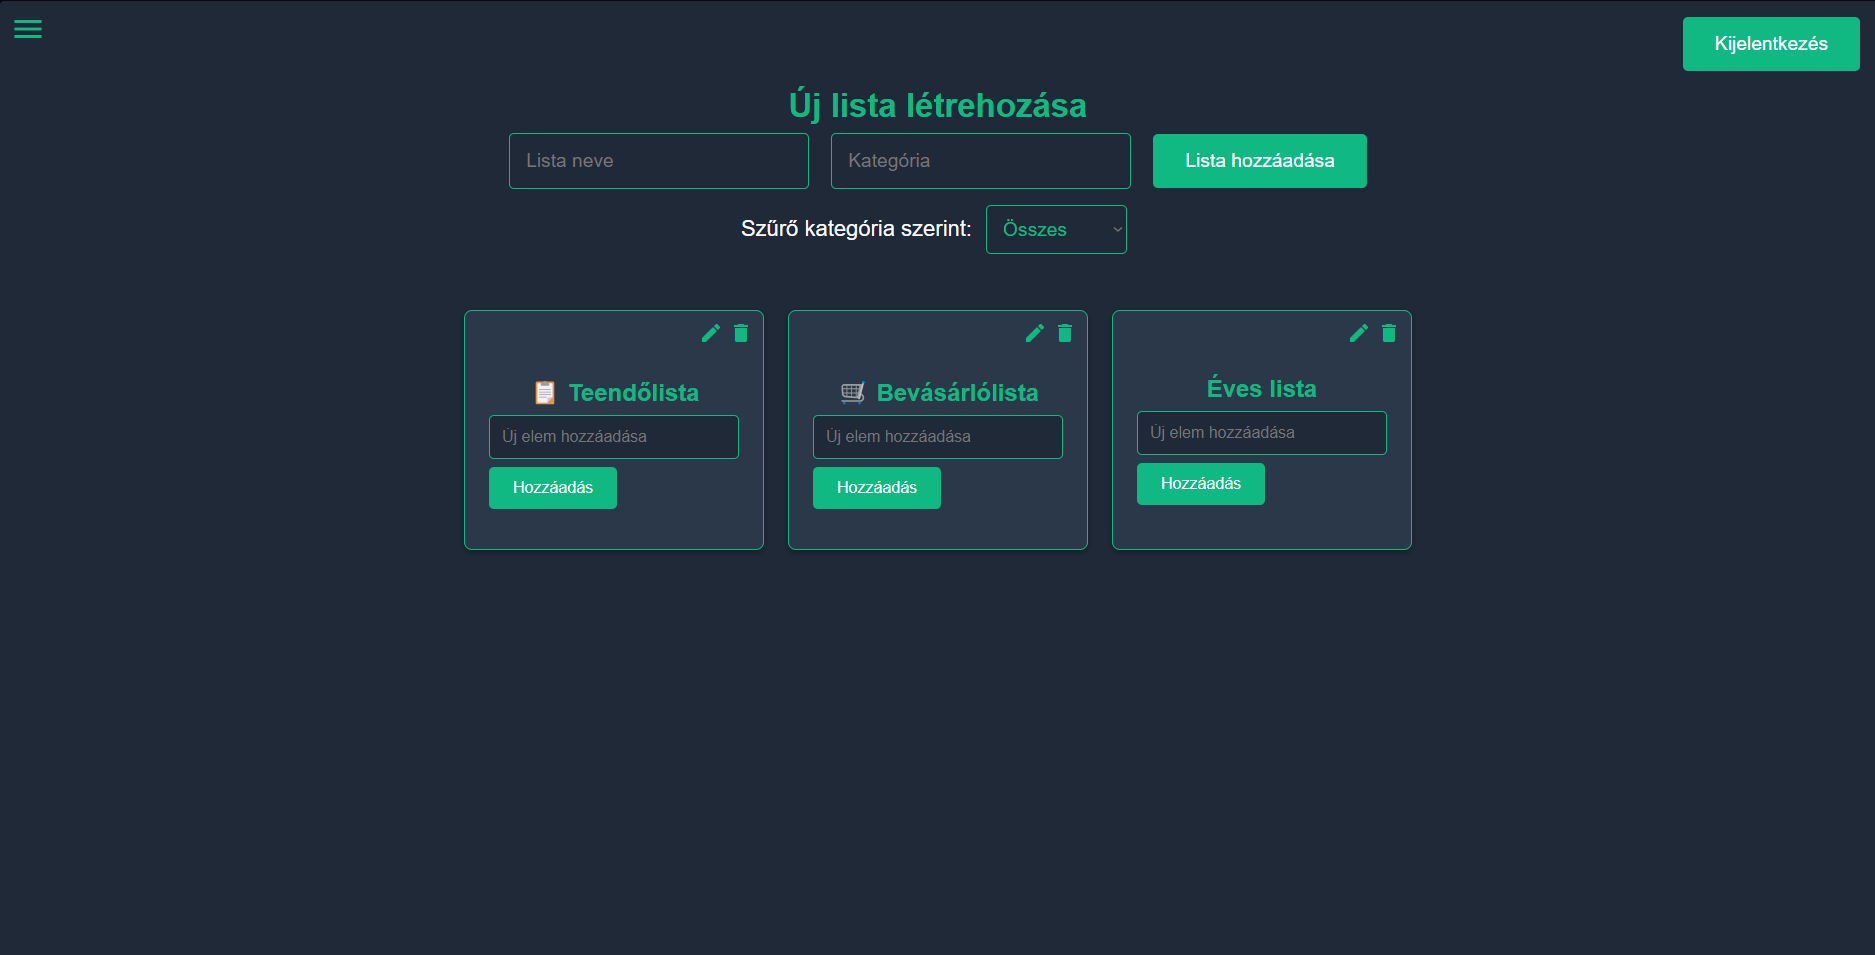 Kijelentkezés
Új lista létrehozása
Lista neve
Kategória
Lista hozzáadása
Szűrő kategória szerint:
Összes
Teendőlista
Új elem hozzáadása
Hozzáadás
Bevásárlólista
Új elem hozzáadása
Hozzáadás
Éves lista
Új elem hozzáadása
Hozzáadás